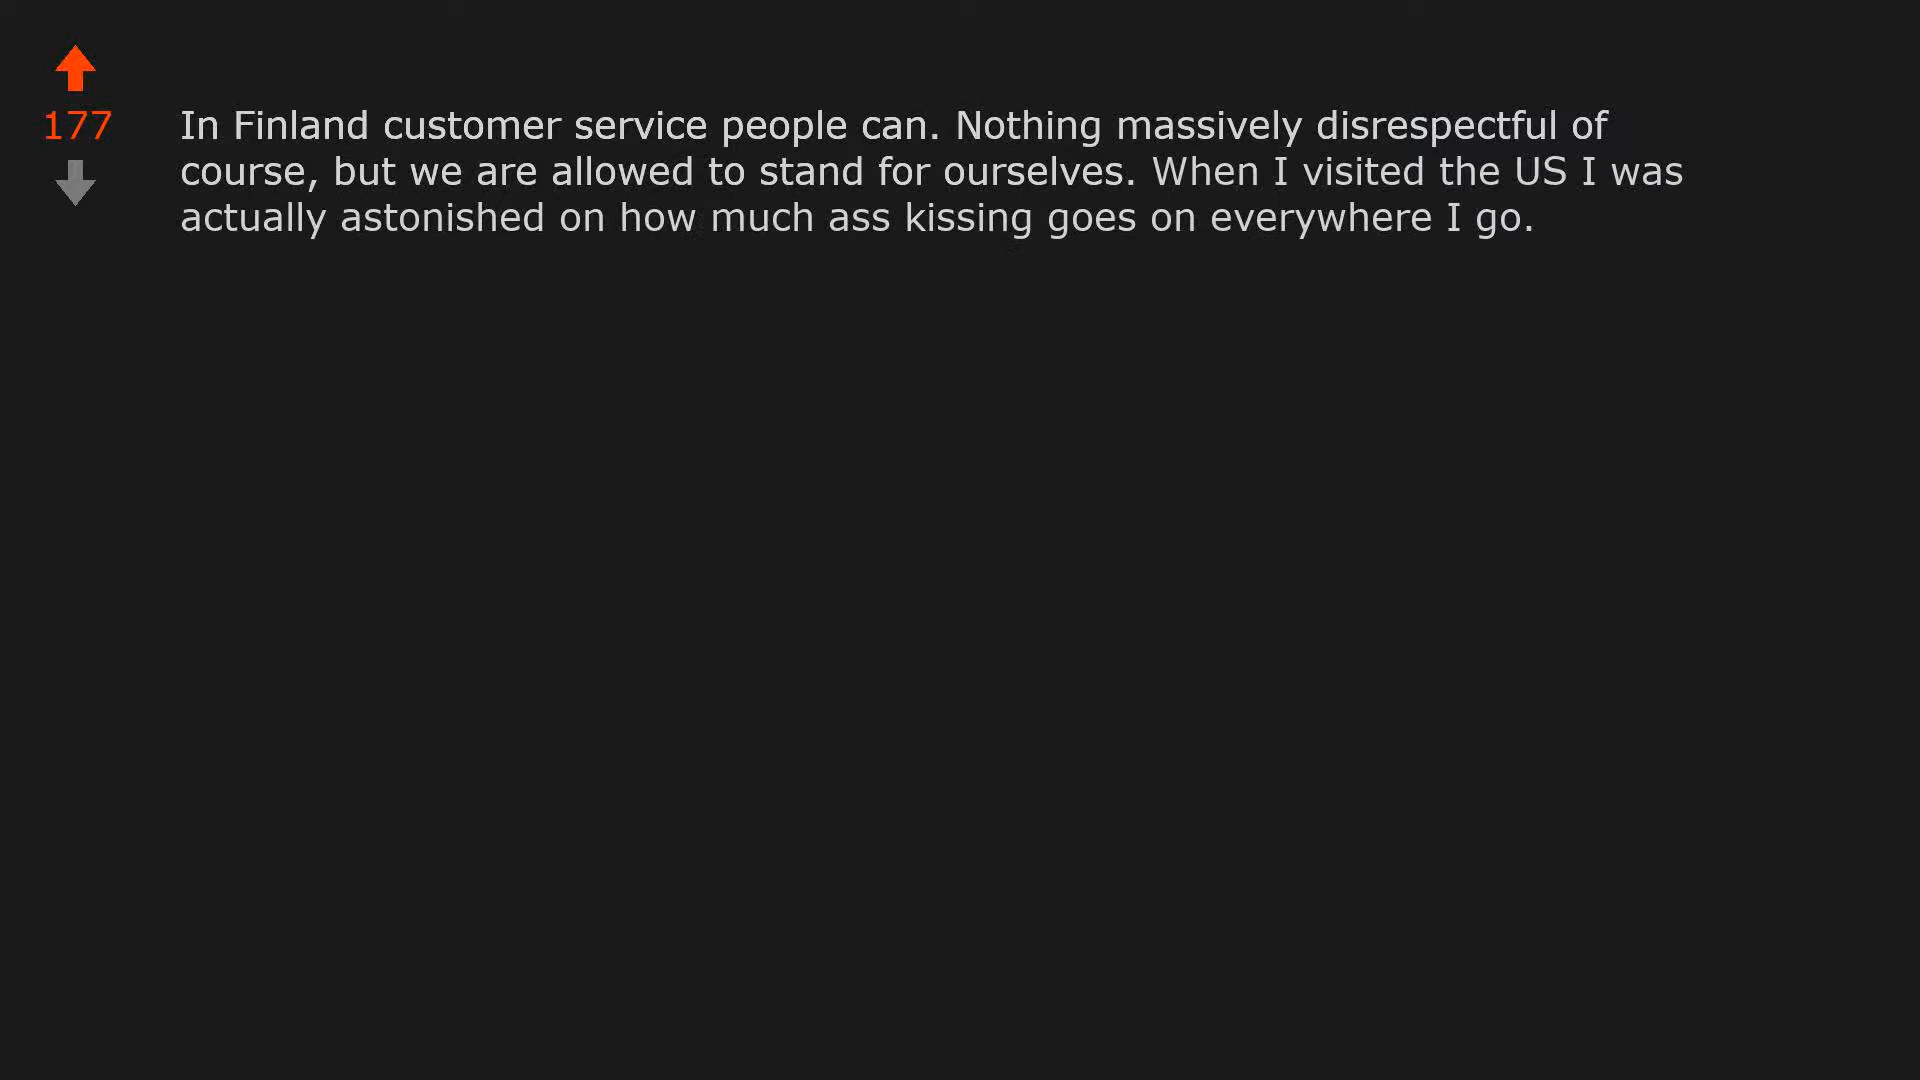 177
In Finland customer service people can. Nothing massively disrespectful of
course, but we are allowed to stand for ourselves. When I visited the US I was
actually astonished on how much ass kissing goes on everywhere I go.